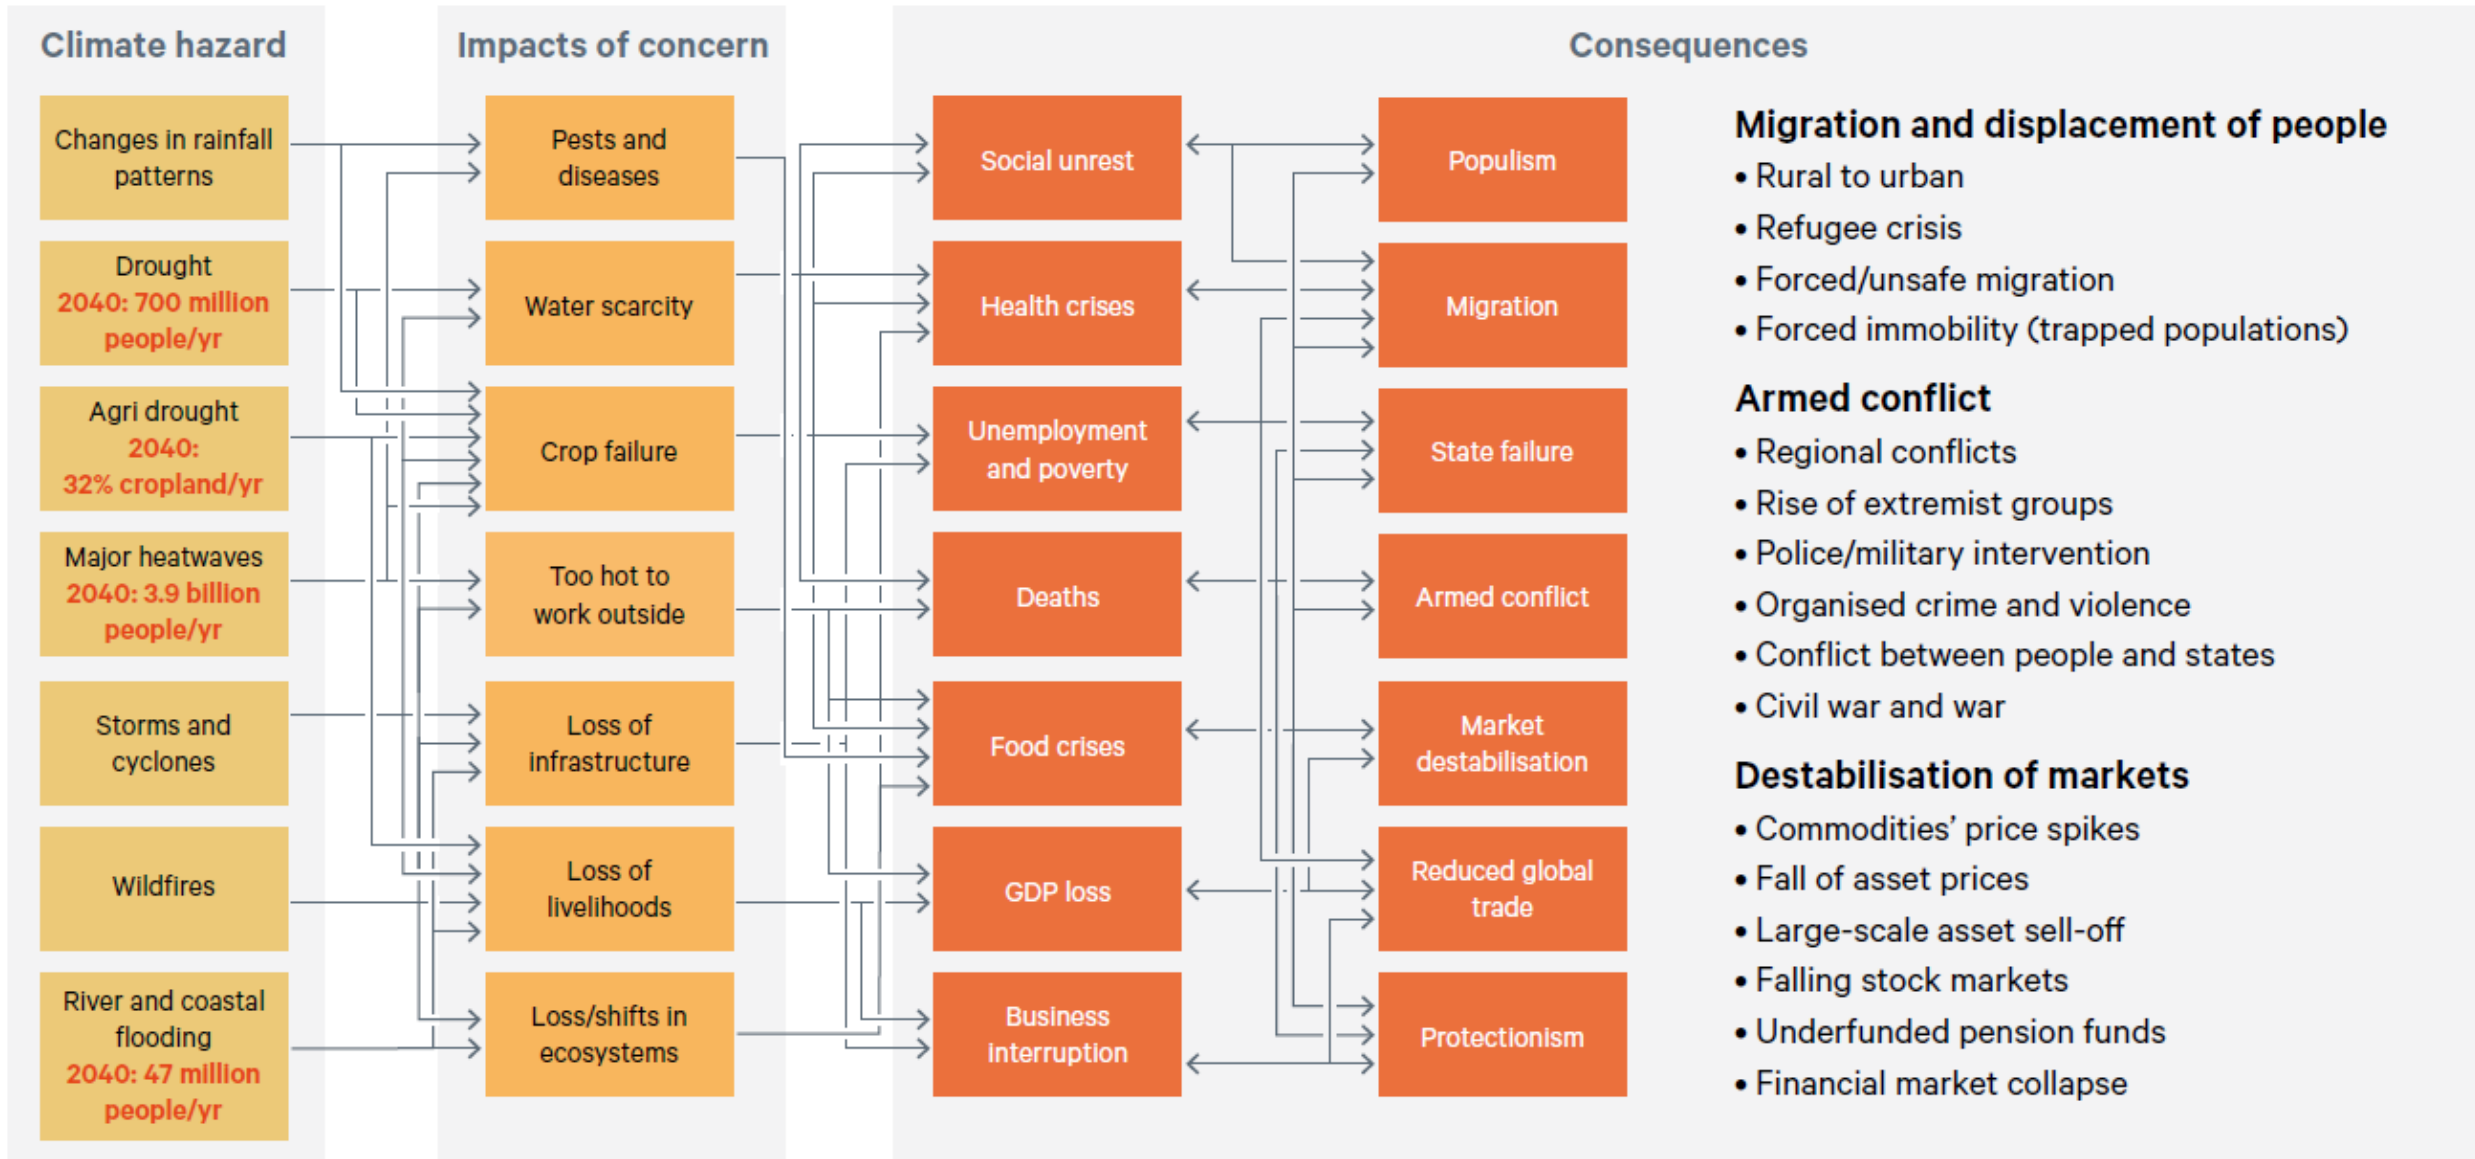 Climate hazard
Impacts of concern
Consequences
Changes in rainfall
patterns
Drought
2040: 700 million
people/yr
Agri drought
2040:
32% cropland/yr
Major heatwaves
2040: 3.9 billion
people/yr
Storms and
cyclones
Wildfires
River and coastal
flooding
2040: 47 million
people/yr
Pests and
diseases
Water scarcity
Crop failure
Too hot to
work outside
Loss of
infrastructure
Loss of
livelihoods
Loss/shifts in
ecosystems
Social unrest
Health crises
Unemployment
and poverty
Deaths
Food crises
GDP loss
Business
interruption
Populism
Migration
State failure
Armed conflict
Market
destabilisation
Reduced global
trade
Protectionism
Migration and displacement of people
• Rural to urban
• Refugee crisis
• Forced/unsafe migration
• Forced immobility (trapped populations)
Armed conflict
• Regional conflicts
• Rise of extremist groups
• Police/military intervention
• Organised crime and violence
• Conflict between people and states
• Civil war and war
Destabilisation of markets
• Commodities’ price spikes
• Fall of asset prices
• Large-scale asset sell-off
• Falling stock markets
• Underfunded pension funds
• Financial market collapse